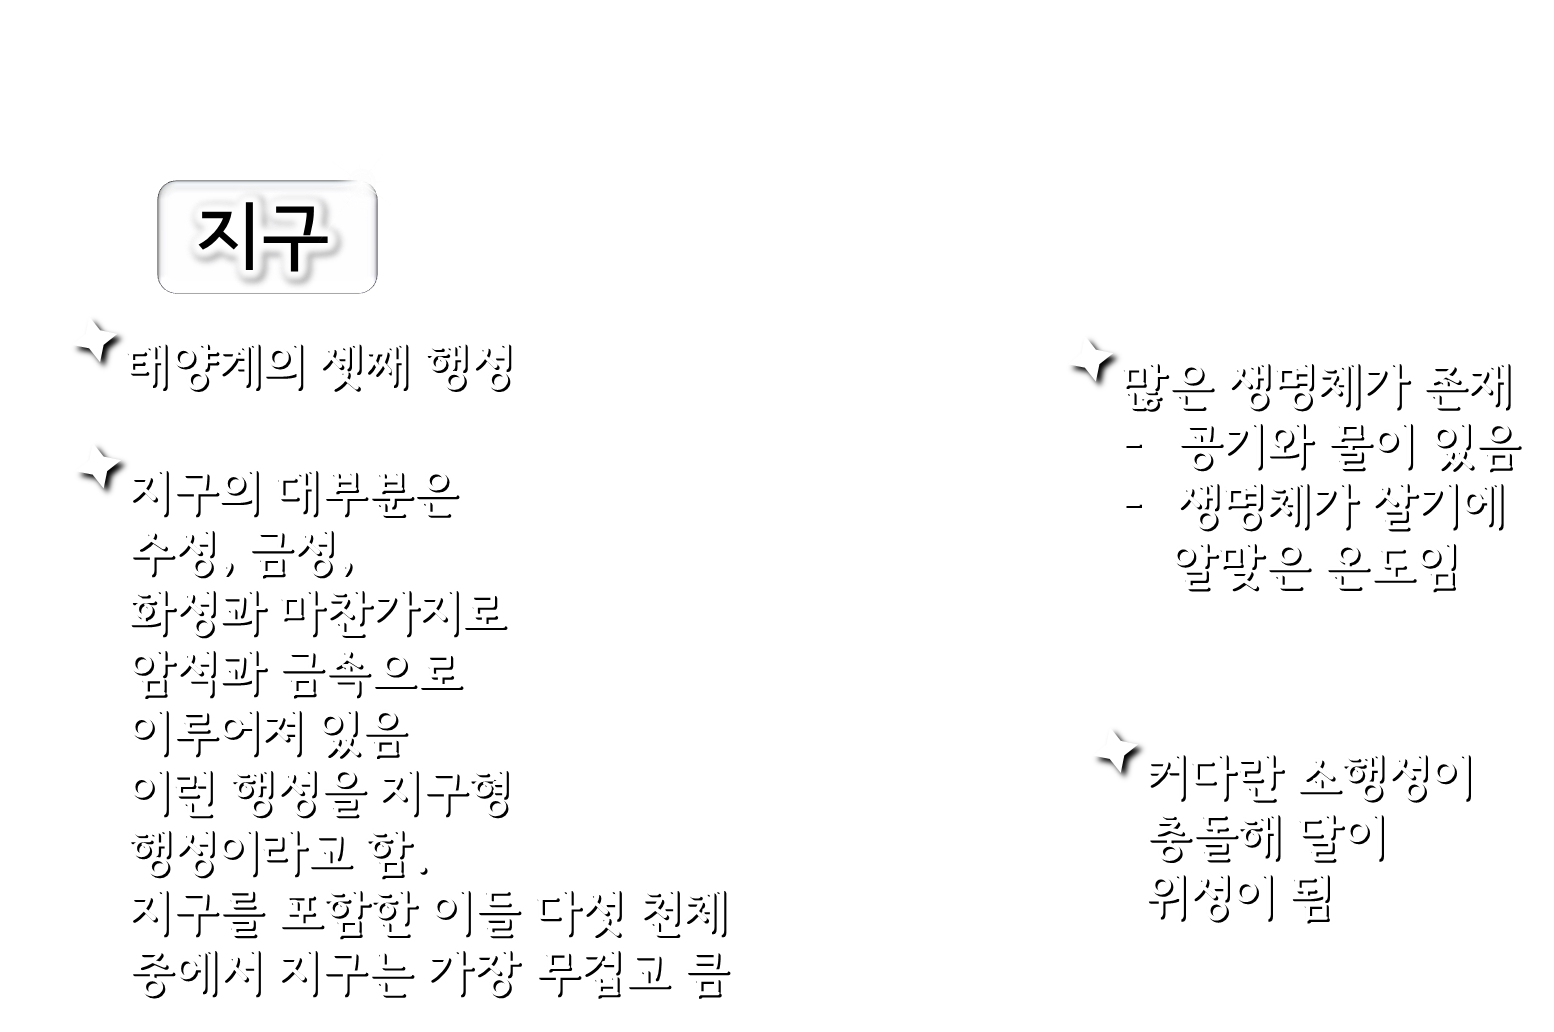 지구
태양계의 셋째 행성
지구의 대부분은
수성, 금성,
화성과 마찬가지로
암석과 금속으로
이루어져 있음
이런 행성을 지구형
행성이라고 함.
지구를 포함한 이들 다섯 천체
중에서 지구는 가장 무겁고 큼
많은 생명체가 존재
- 공기와 물이 있음
- 생명체가 살기에
알맞은 온도임
커다란 소행성이
충돌해 달이
위성이 됨